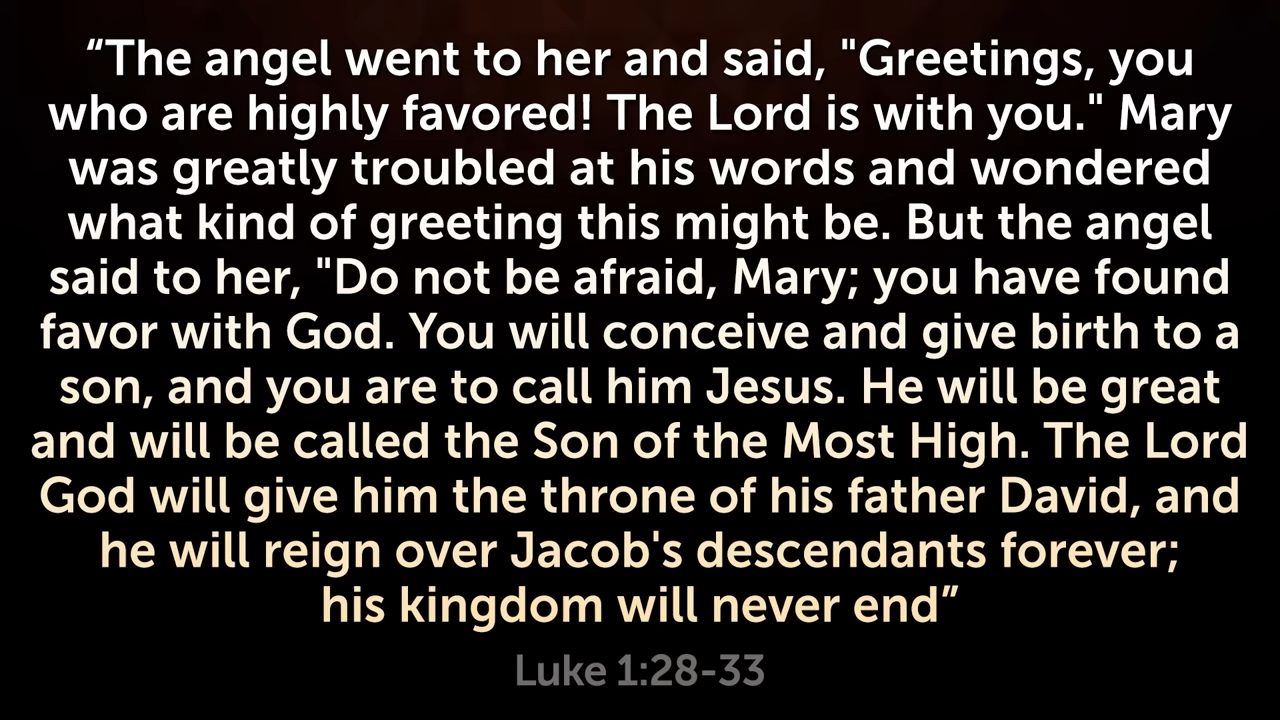 “The angel went to her and said, "Greetings, you
who are highly favored! The Lord is with you." Mary
was greatly troubled at his words and wondered
what kind of greeting this might be. But the angel
said to her, "Do not be afraid, Mary; you have found
favor with God. You will conceive and give birth to a
son, and you are to call him Jesus. He will be great
and will be called the Son of the Most High. The Lord
God will give him the throne of his father David, and
he will reign over Jacob's descendants forever;
his kingdom will never end”
Luke 1:28-33